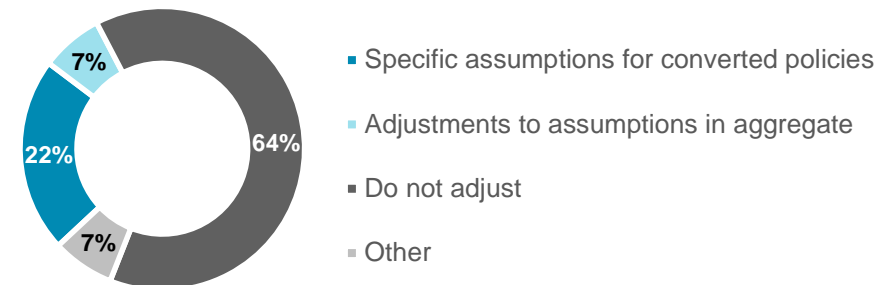 7%
Specific assumptions for converted policies
Adjustments to assumptions in aggregate
22%
64%
Do not adjust
7%
Other